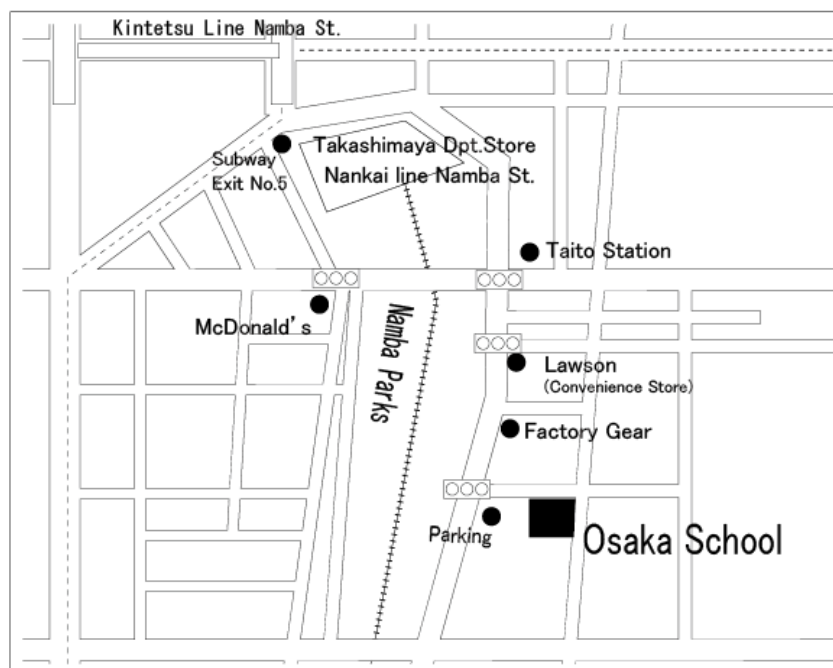 Kintetsu Line Namba St.
Takashimaya Dpt.Store
Subway
Exit No.5
Nankai line Namba St.
Taito Station
McDonald's
Namba Parks
Lawson
(Convenience Store)
Factory Gear
Parking
Osaka School